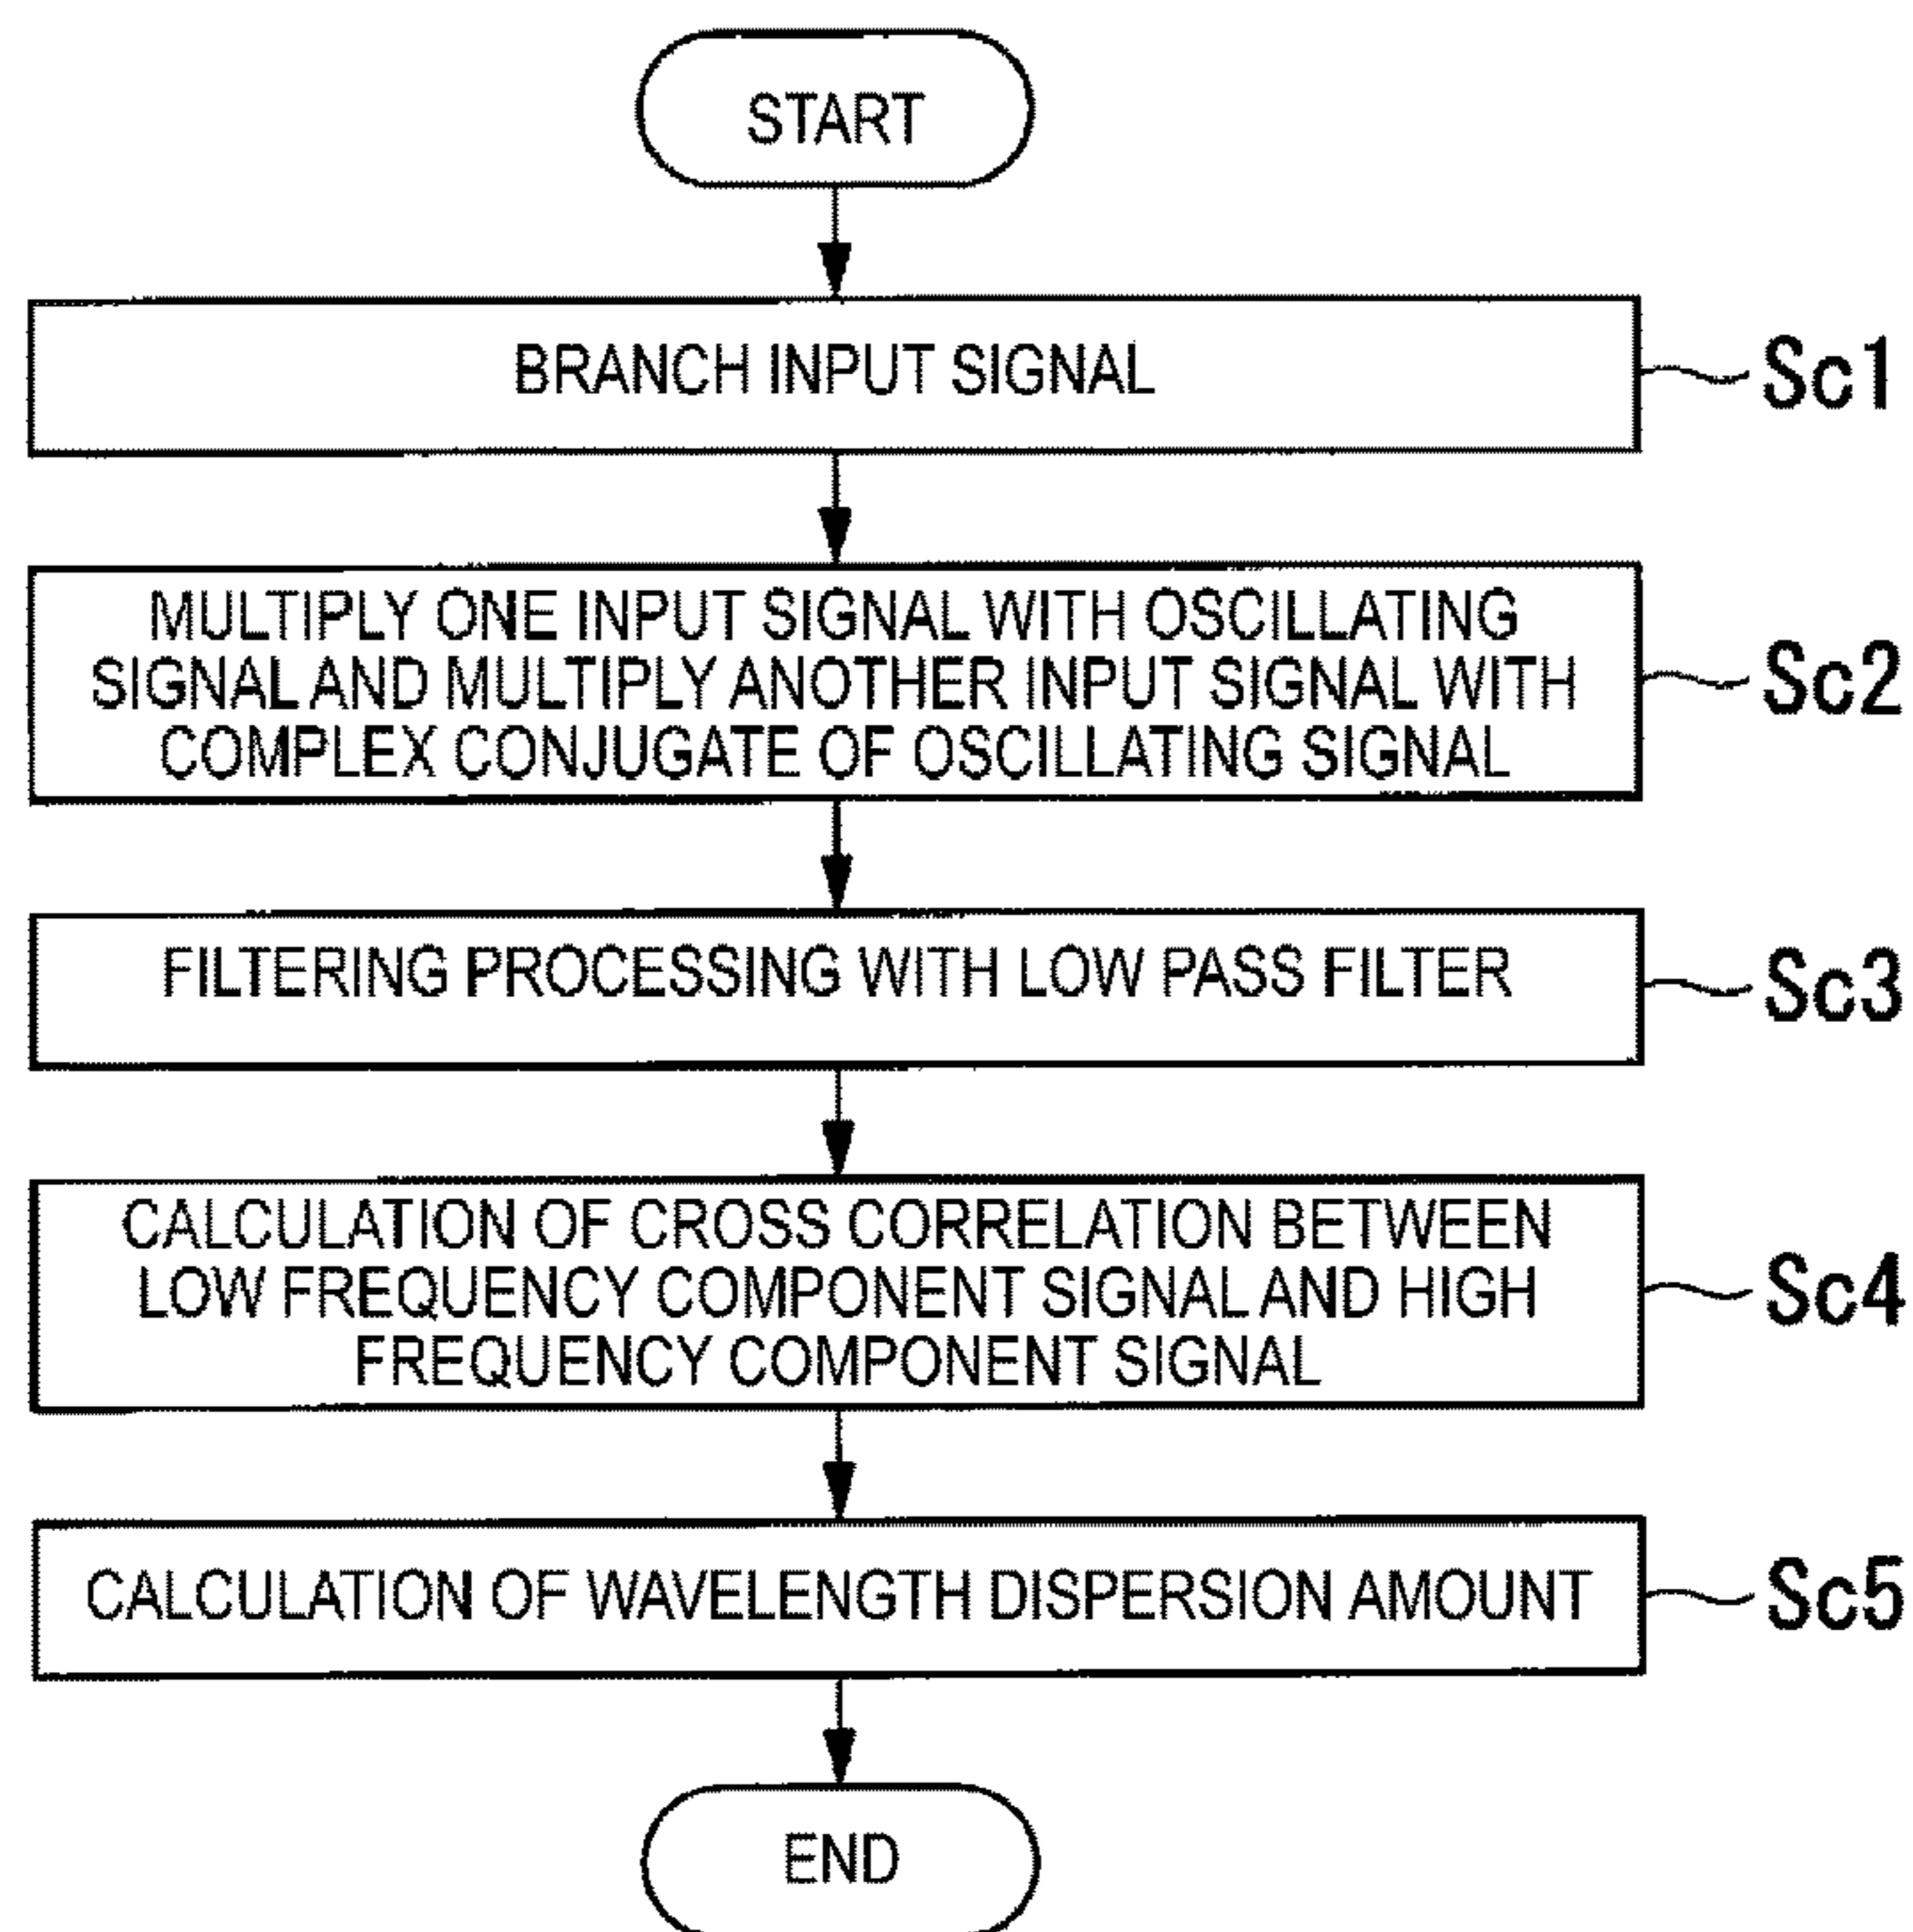 START
BRANCH INPUT SIGNAL
Sc1
MULTIPLY ONE INPUT SIGNAL WITH OSCILLATING
SIGNAL AND MULTIPLY ANOTHER INPUT SIGNAL WITH
COMPLEX CONJUGATE OF OSCILLATING SIGNAL
Sc2
FILTERING PROCESSING WITH LOW PASS FILTER
Sc3
CALCULATION OF CROSS CORRELATION BETWEEN
LOW FREQUENCY COMPONENT SIGNAL AND HIGH
FREQUENCY COMPONENT SIGNAL
Sc4
CALCULATION OF WAVELENGTH DISPERSION AMOUNT
Sc5
END